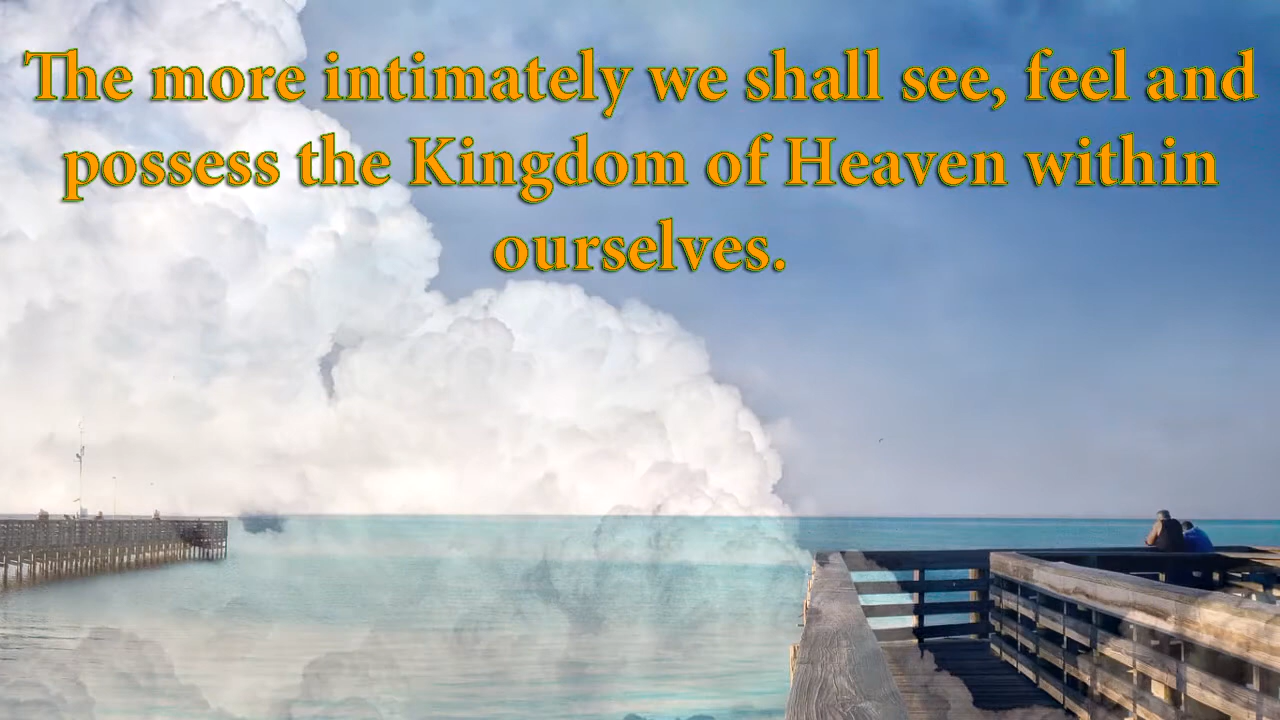 The more intimately we shall see, feel and
possess the Kingdom of Heaven within
ourselves.